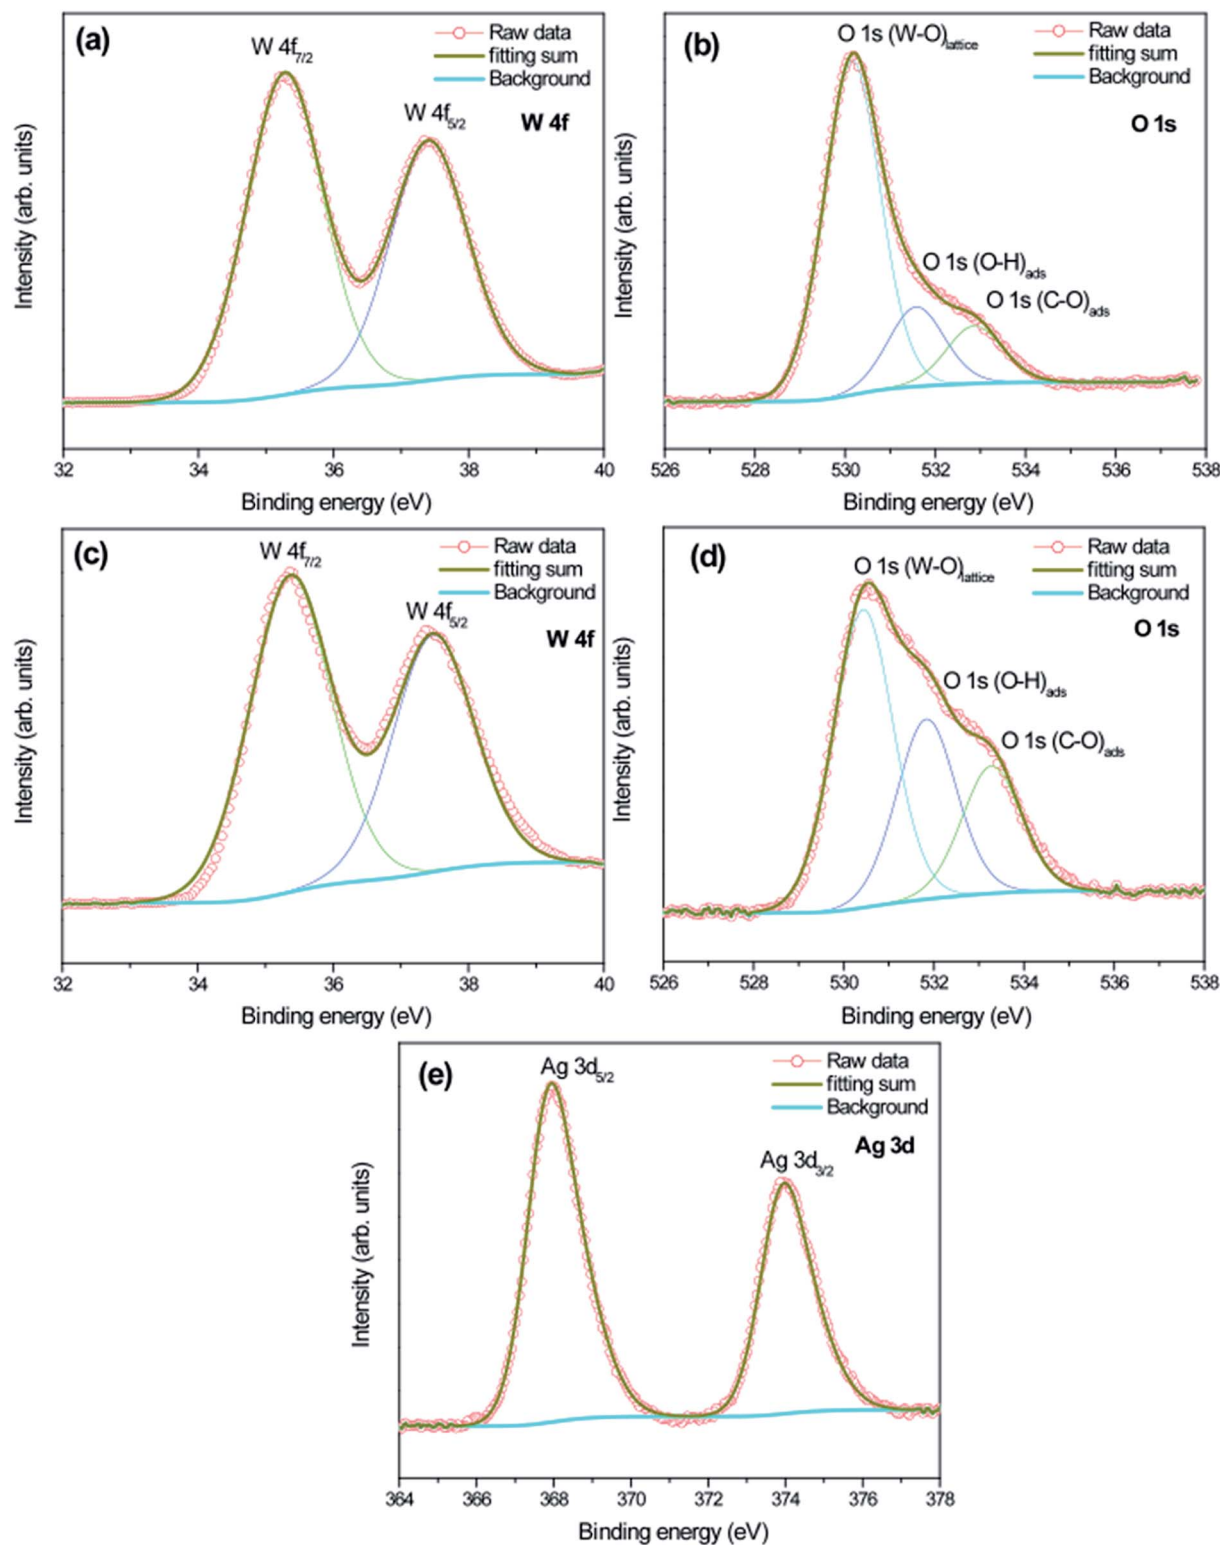 (a)
W 4f7/2
W 4f5/2
Raw data
fitting sum
Background
W 4f
Intensity (arb. units)
32 34 36 38 40
Binding energy (eV)
(b)
O 1s (W-O)lattice
O 1s (O-H)ads
O 1s (C-O)ads
Raw data
fitting sum
Background
O 1s
Intensity (arb. units)
526 528 530 532 534 536 538
Binding energy (eV)
(c)
W 4f7/2
W 4f5/2
Raw data
fitting sum
Background
W 4f
Intensity (arb. units)
32 34 36 38 40
Binding energy (eV)
(d)
O 1s (W-O)lattice
O 1s (O-H)ads
O 1s (C-O)ads
Raw data
fitting sum
Background
O 1s
Intensity (arb. units)
526 528 530 532 534 536 538
Binding energy (eV)
(e)
Ag 3d5/2
Ag 3d3/2
Raw data
fitting sum
Background
Ag 3d
Intensity (arb. units)
364 366 368 370 372 374 376 378
Binding energy (eV)